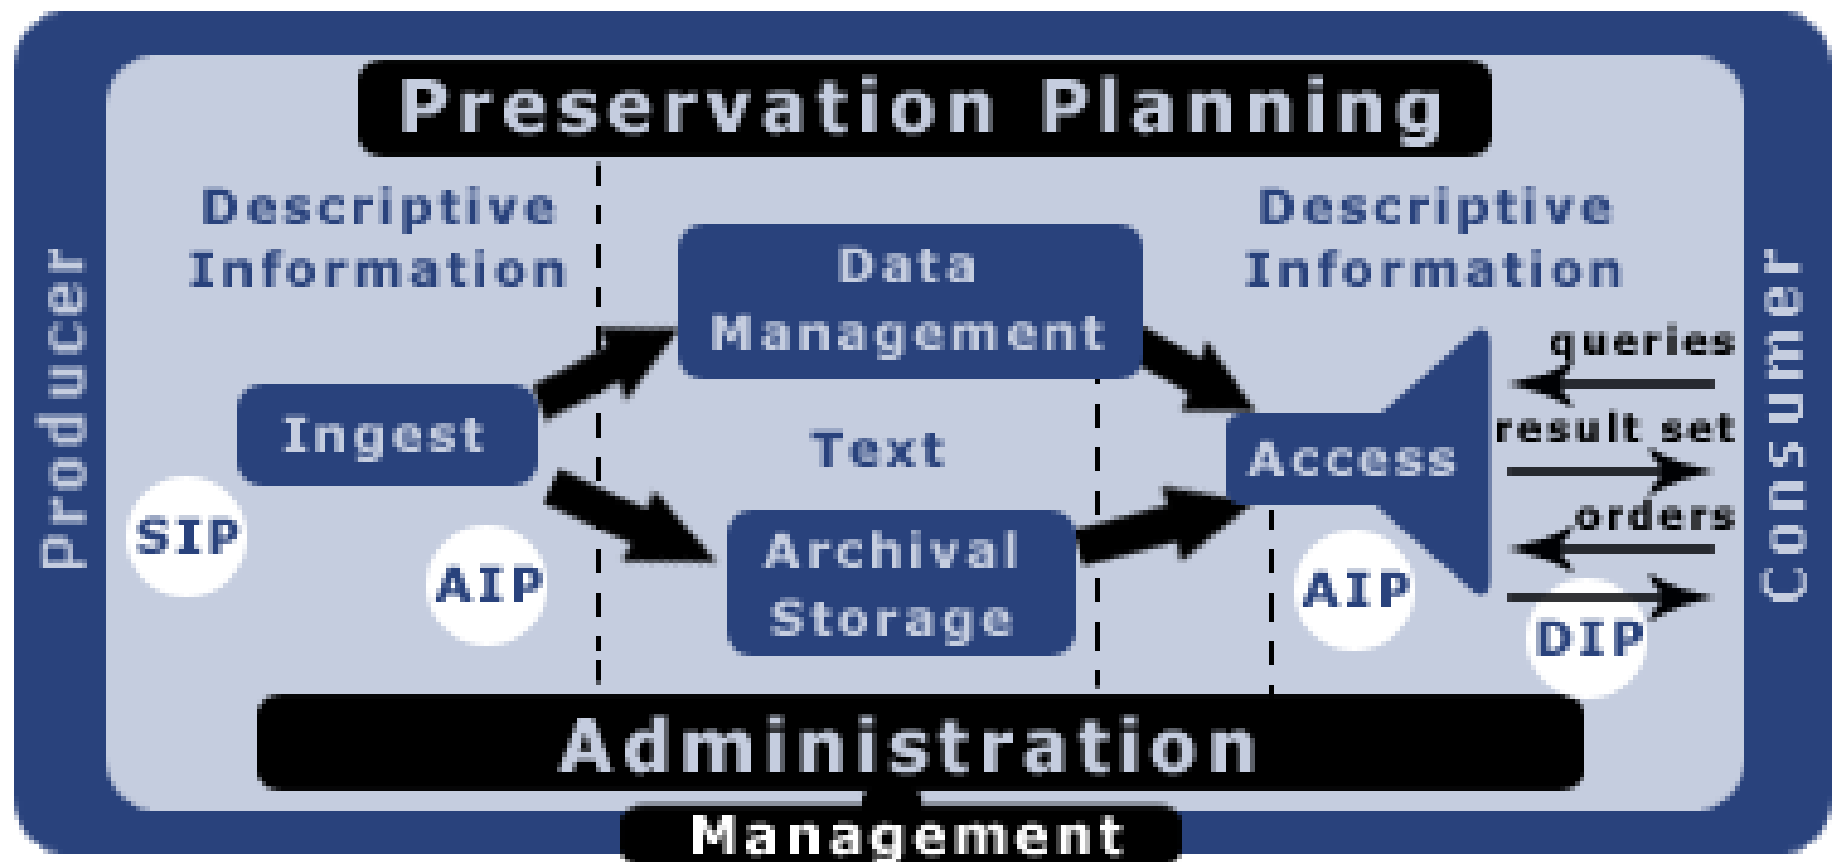 Preservation Planning
Producer
Descriptive
Information
Data
Management
Descriptive
Information
Consumer
queries
Ingest
Text
Access
result set
SIP
AIP
Archival
Storage
AIP
orders
DIP
Administration
Management